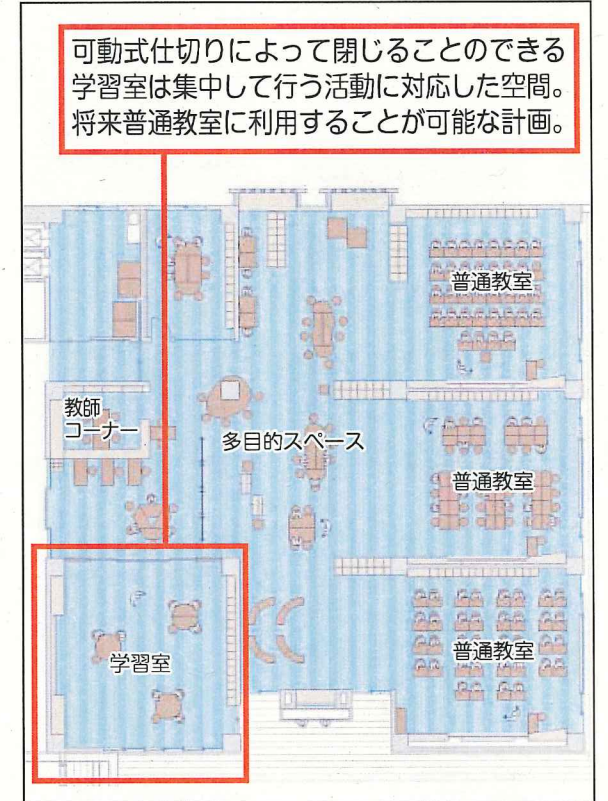 可動式仕切りによって閉じることのできる
学習室は集中して行う活動に対応した空間。
将来普通教室に利用することが可能な計画。
普通教室
教師
コーナー
多目的スペース
普通教室
学習室
普通教室